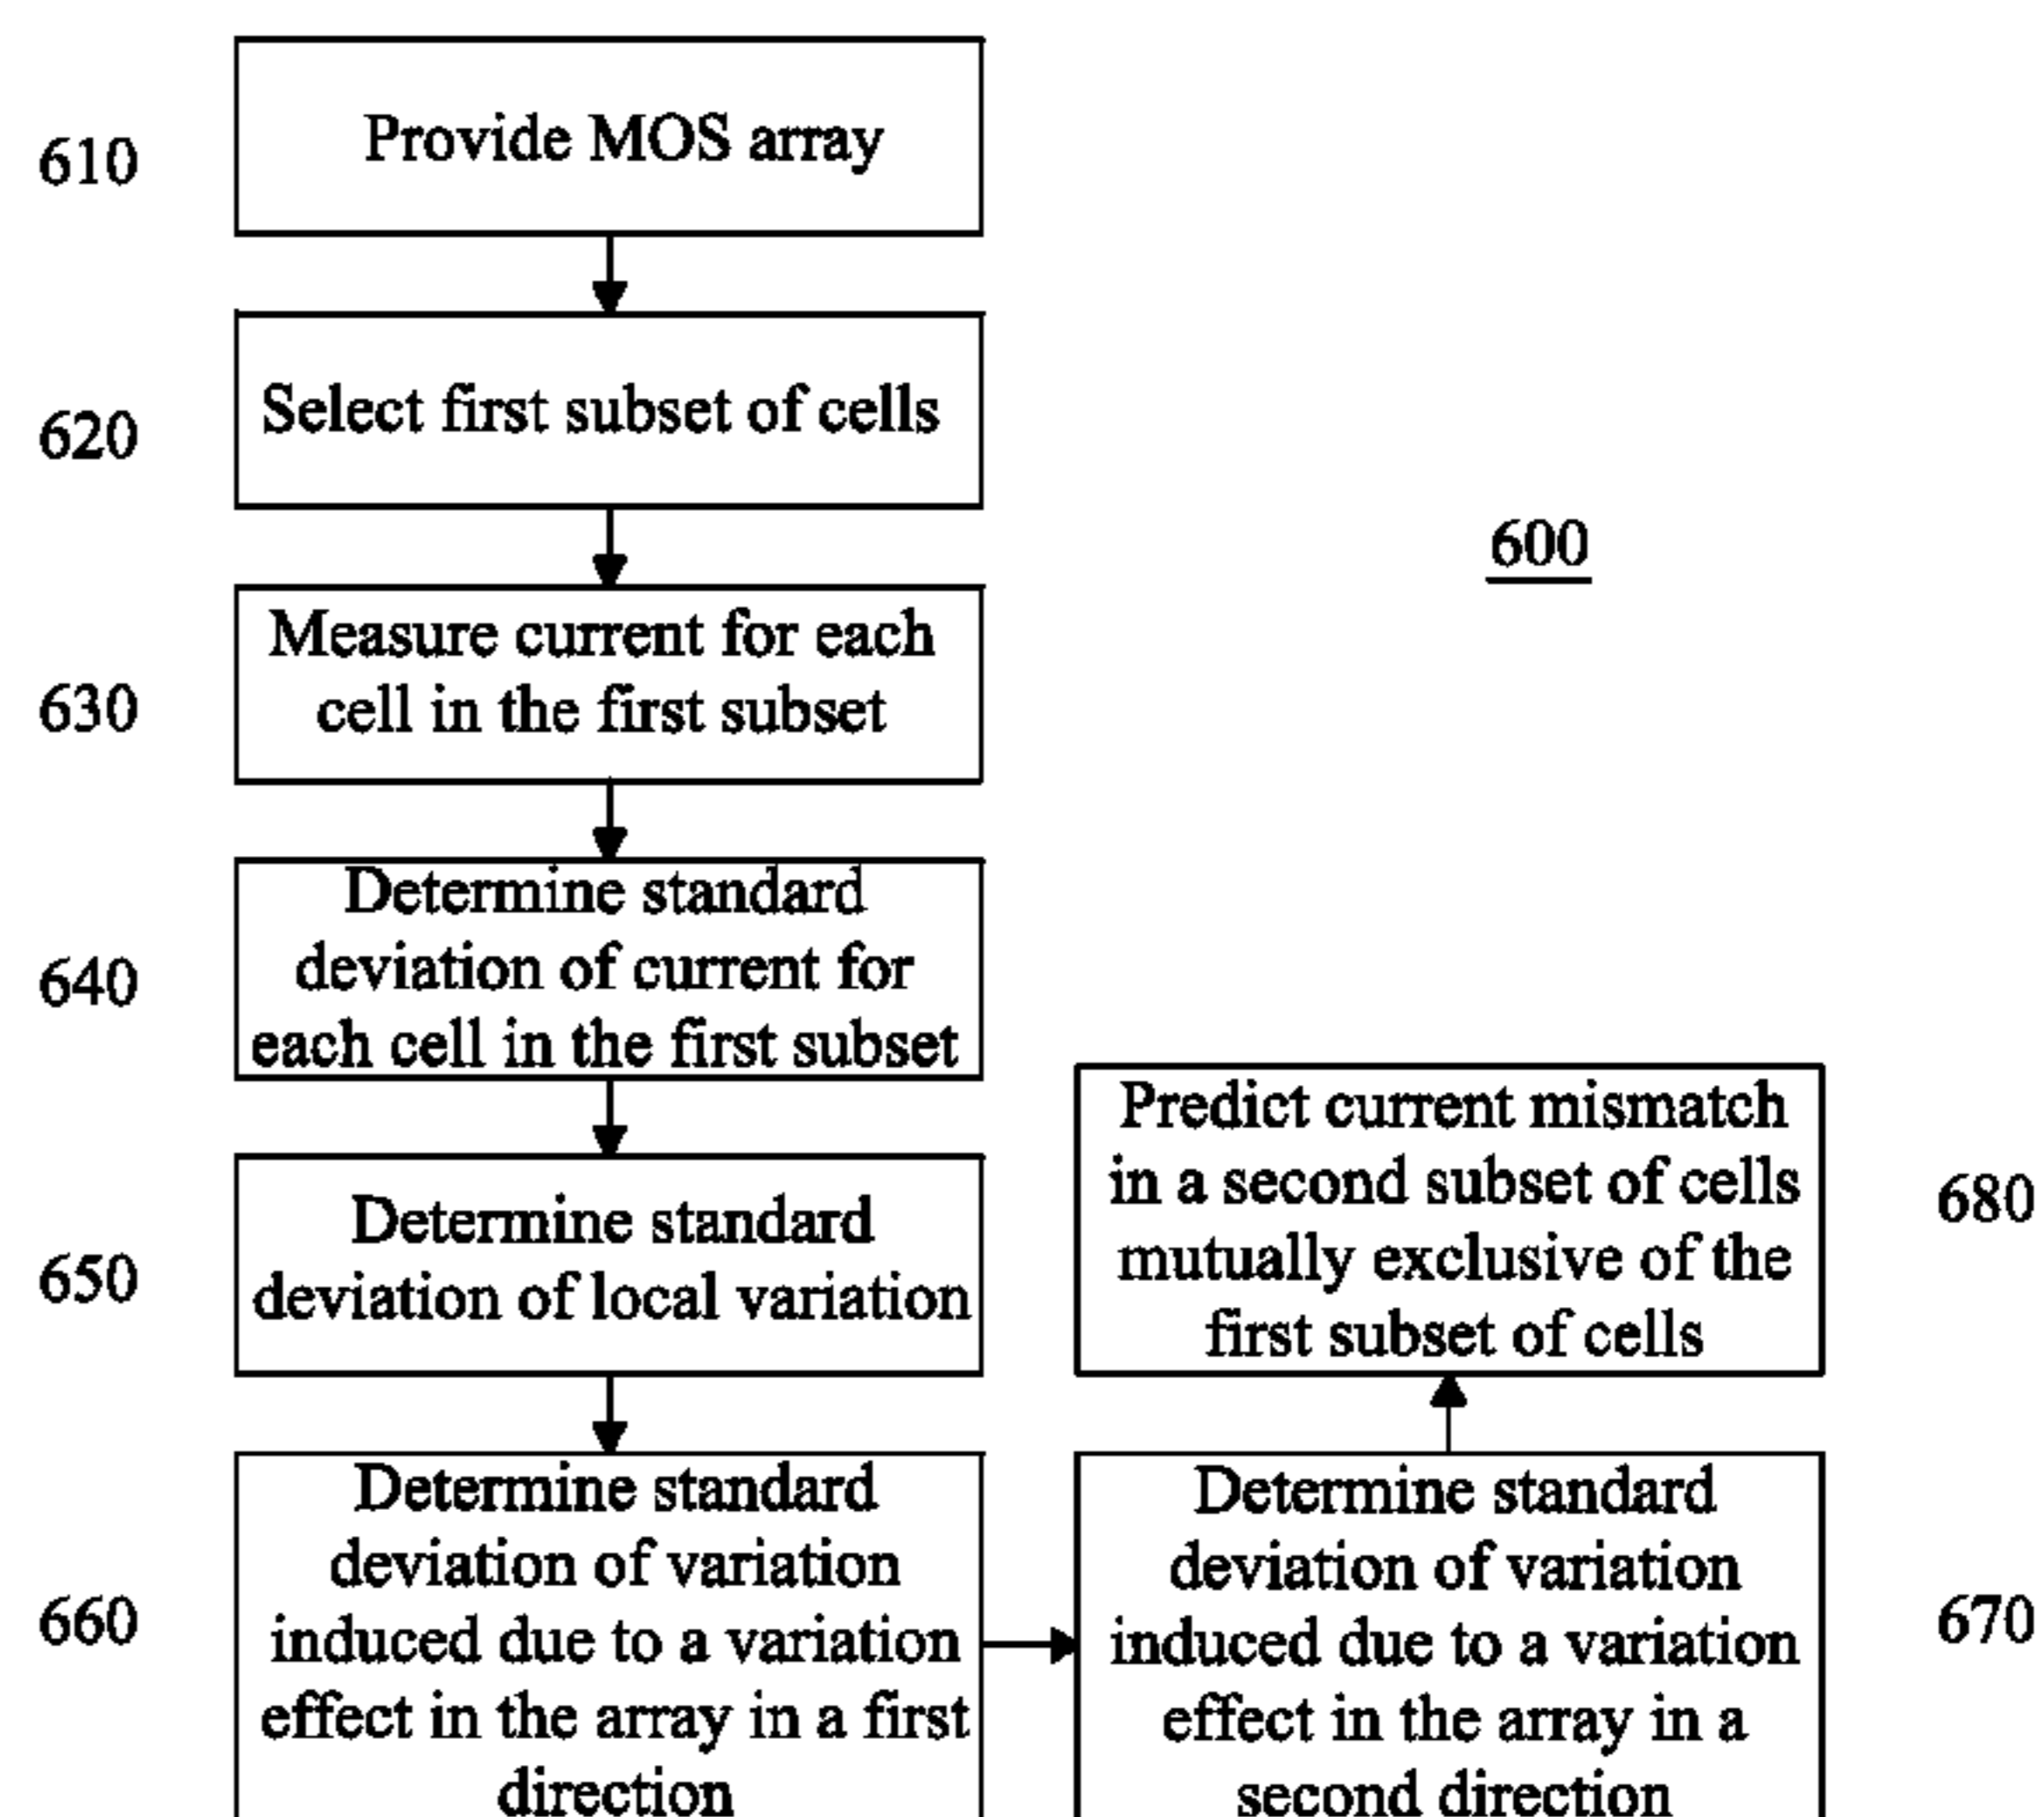 610
Provide MOS array
620
Select first subset of cells
600
630
Measure current for each
cell in the first subset
640
Determine standard
deviation of current for
each cell in the first subset
650
Determine standard
deviation of local variation
660
Determine standard
deviation of variation
induced due to a variation
effect in the array in a first
direction
Determine standard
deviation of variation
induced due to a variation
effect in the array in a
second direction
670
Predict current mismatch
in a second subset of cells
mutually exclusive of the
first subset of cells
680